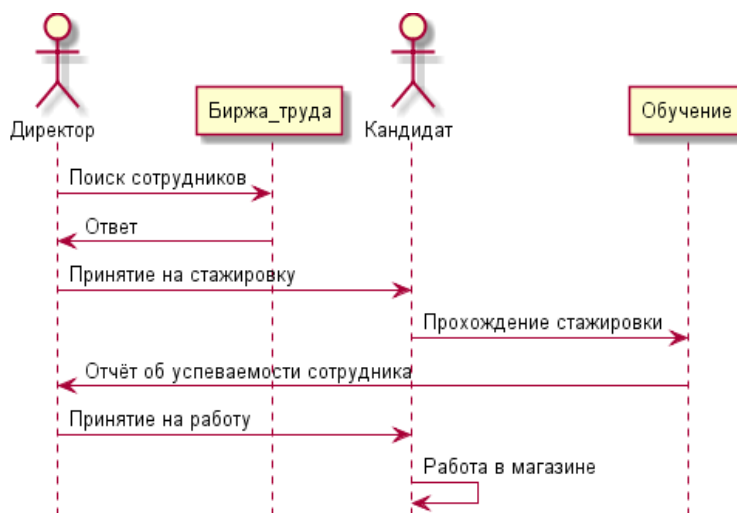 Директор
Биржа_труда
Кандидат
Обучение
Поиск сотрудников
Ответ
Принятие на стажировку
Прохождение стажировки
Отчёт об успеваемости сотрудника
Принятие на работу
Работа в магазине